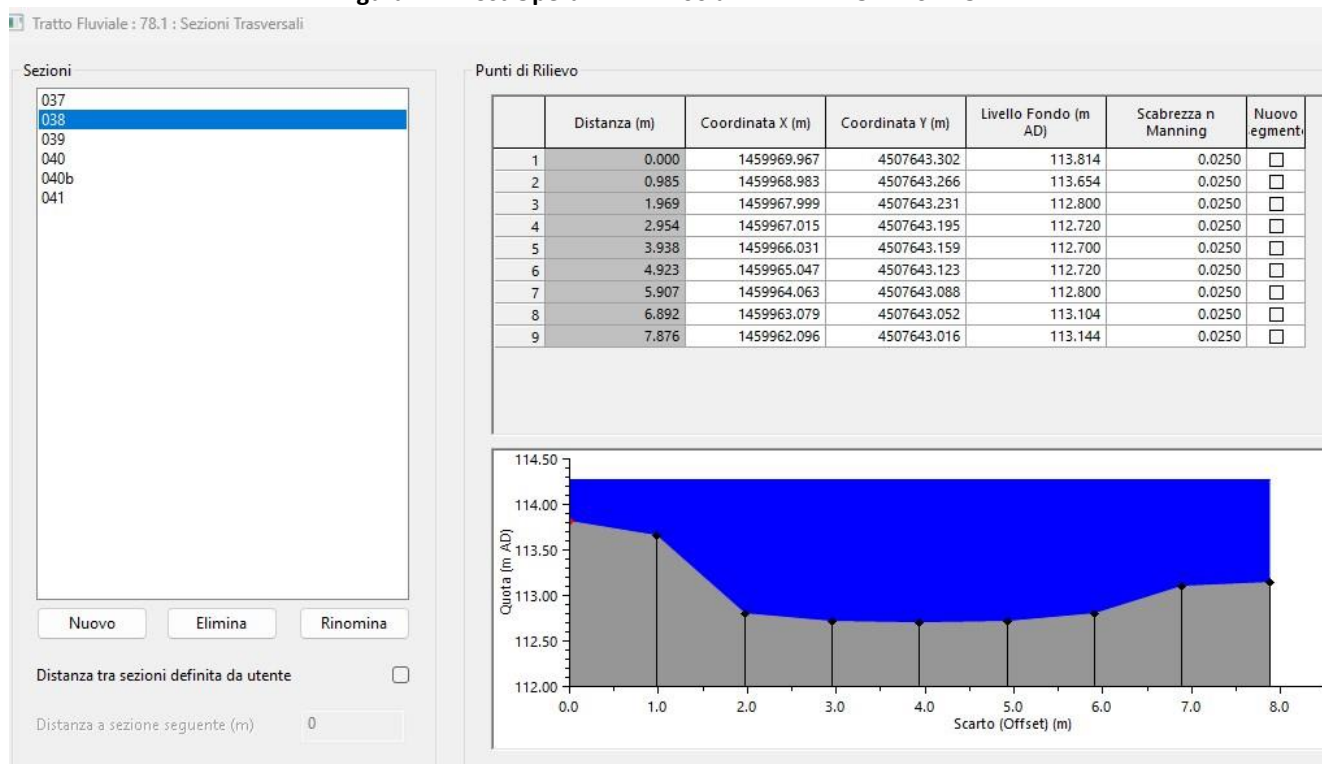 Tratto Fluviale : 78.1 : Sezioni Trasversali
Sezioni
037
038
039
040
040b
041
Nuovo Elimina Rinomina
Distanza tra sezioni definita da utente
Distanza a sezione seguente (m) 0
Punti di Rilievo
Distanza (m) Coordinata X (m) Coordinata Y (m) Livello Fondo (m AD) Scabrezza n Manning Nuovo
1 0.000 1459969.967 4507643.302 113.814 0.0250
2 0.985 1459968.983 4507643.266 113.654 0.0250
3 1.969 1459967.999 4507643.231 112.800 0.0250
4 2.954 1459967.015 4507643.195 112.720 0.0250
5 3.938 1459966.031 4507643.159 112.700 0.0250
6 4.923 1459965.047 4507643.123 112.720 0.0250
7 5.907 1459964.063 4507643.088 112.800 0.0250
8 6.892 1459963.079 4507643.052 113.104 0.0250
9 7.876 1459962.096 4507643.016 113.144 0.0250
114.50
114.00
113.50
113.00
112.50
112.00
Quota (m AD)
0.0 1.0 2.0 3.0 4.0 5.0 6.0 7.0 8.0
Scarto (Offset) (m)